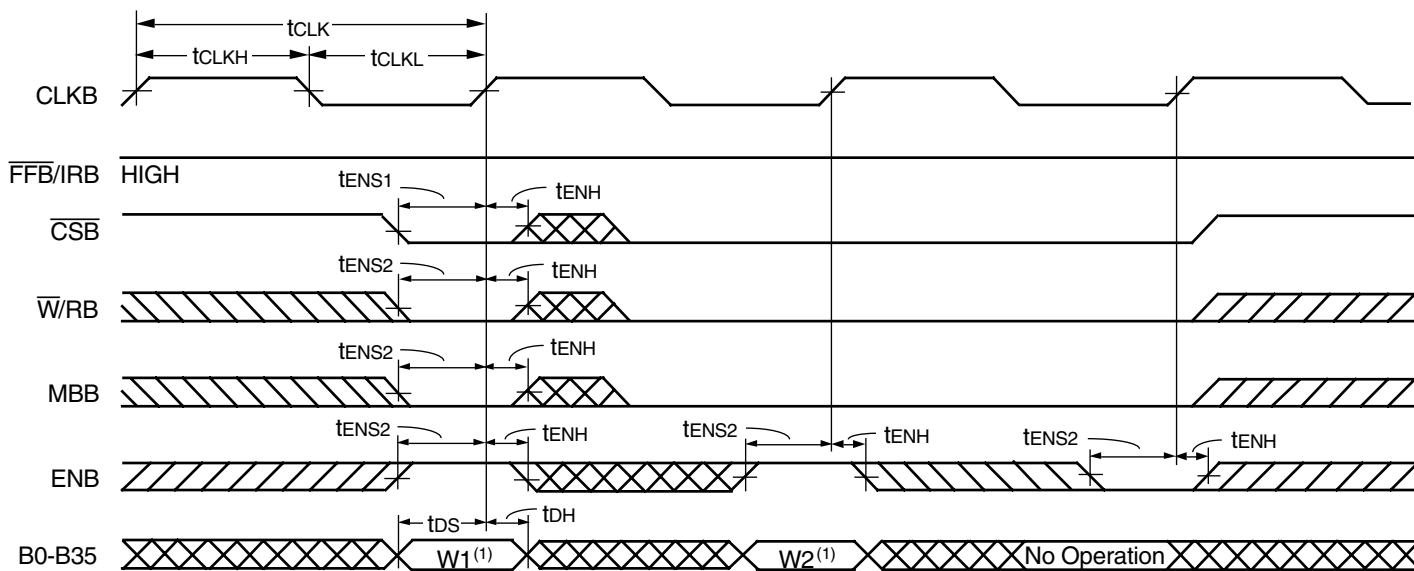 tCLK
tCLKH tCLKL
CLKB
FFB/IRB HIGH
tENS1 tENH
CSB
tENS2 tENH
W/RB
tENS2 tENH
MBB
tENS2 tENH tENS2 tENH tENS2 tENH
ENB
tDS tDH
B0-B35 W1(1) W2(1) No Operation